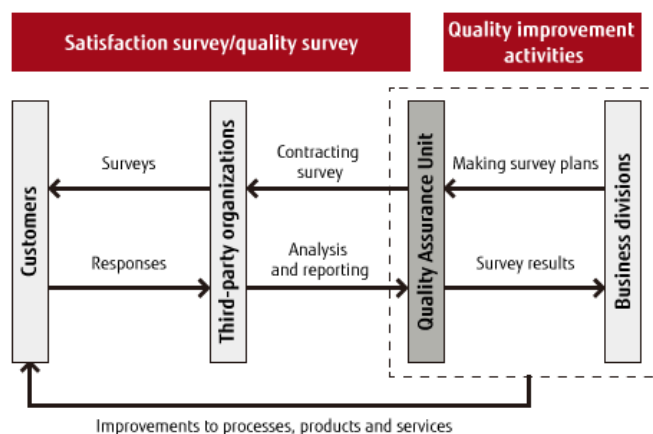 Satisfaction survey/quality survey
Quality improvement
activities
Customers
Surveys
Responses
Third-party organizations
Contracting
survey
Analysis
and reporting
Quality Assurance Unit
Making survey plans
Survey results
Business divisions
Improvements to processes, products and services